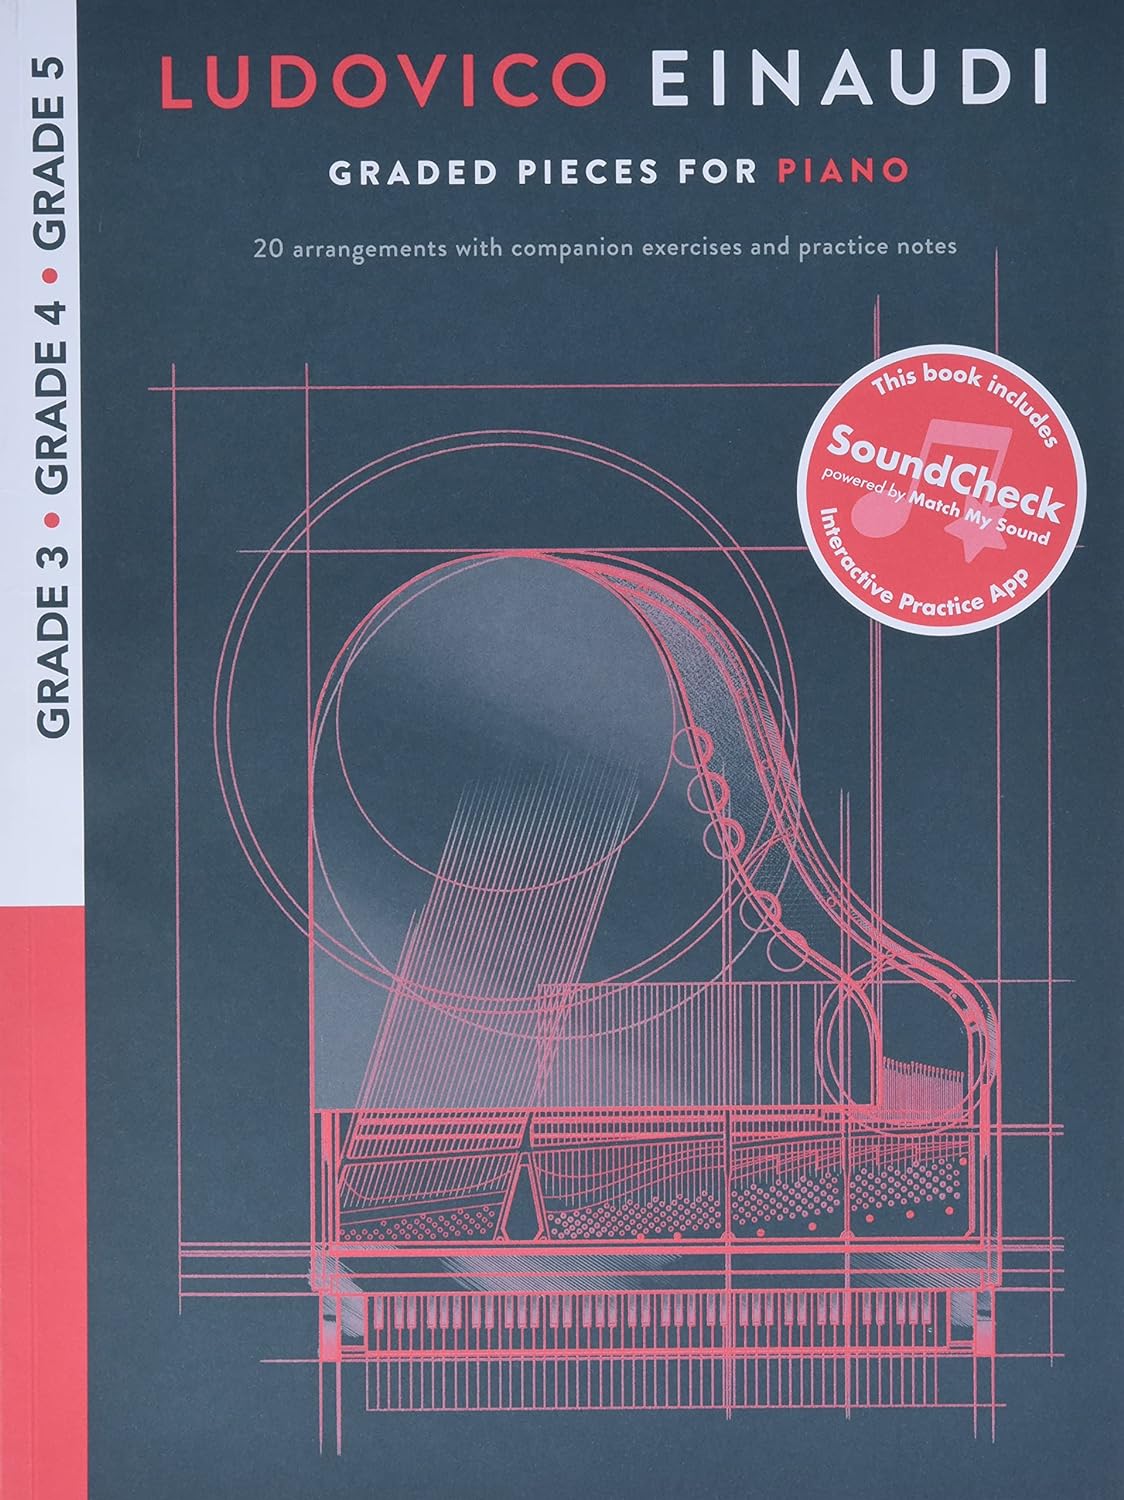 LUDOVICO EINAUDI
GRADED PIECES FOR PIANO
20 arrangements with companion exercises and practice notes
GRADE 3 • GRADE 4 • GRADE 5
This book includes
SoundCheck
powered by Match My Sound
Interactive Practice App